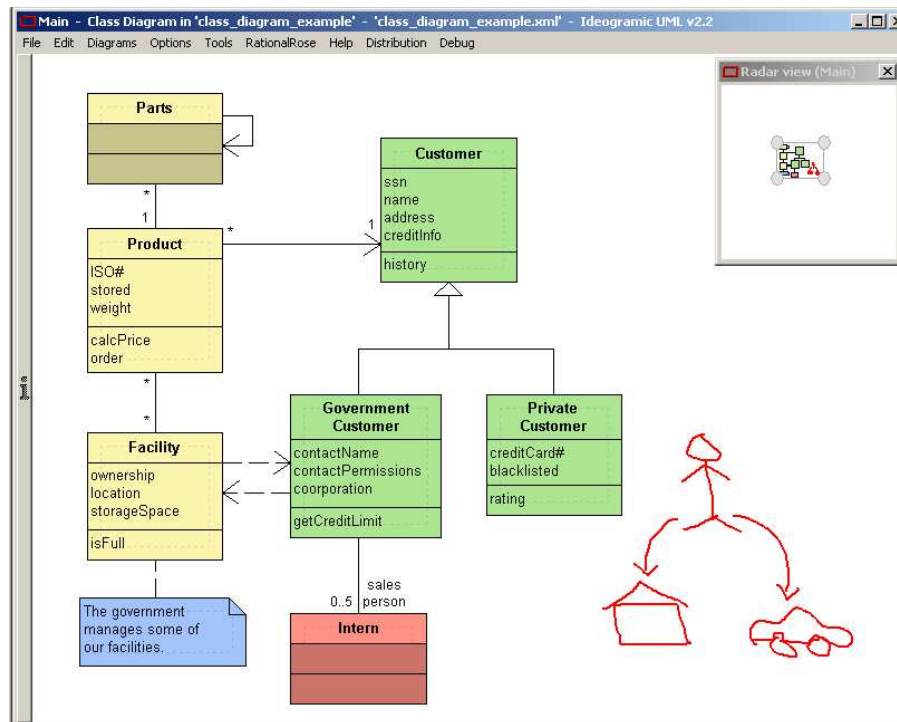 Main - Class Diagram in 'class_diagram_example' - 'class_diagram_example.xml' - Ideogramic UML v2.2
File Edit Diagrams Options Tools RationalRose Help Distribution Debug
Radar view (Main)
Parts
*
1
Product
ISO#
stored
weight
calcPrice
order
*
1
Customer
ssn
name
address
creditInfo
history
*
*
Facility
ownership
location
storageSpace
isFull
Government
Customer
contactName
contactPermissions
coorporation
getCreditLimit
Private
Customer
creditCard#
blacklisted
rating
The government
manages some of
our facilities.
sales
0..5 person
Intern